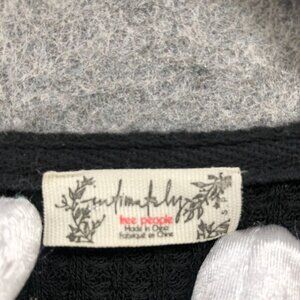 intimately
free people
Made in China
Fabriqué en Chine